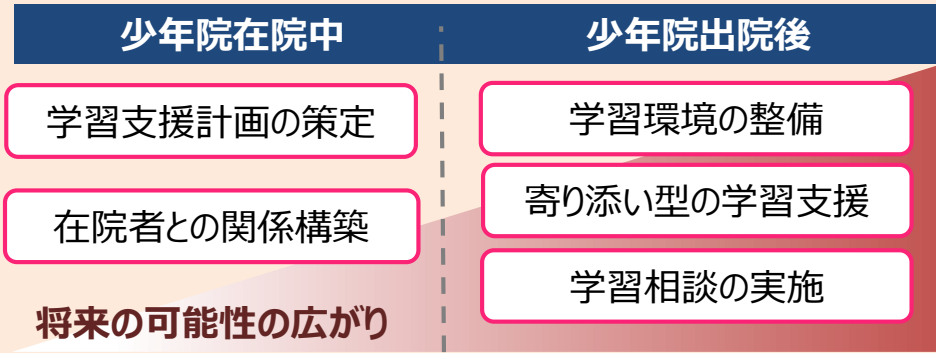 少年院在院中
学習支援計画の策定
在院者との関係構築
将来の可能性の広がり
少年院出院後
学習環境の整備
寄り添い型の学習支援
学習相談の実施